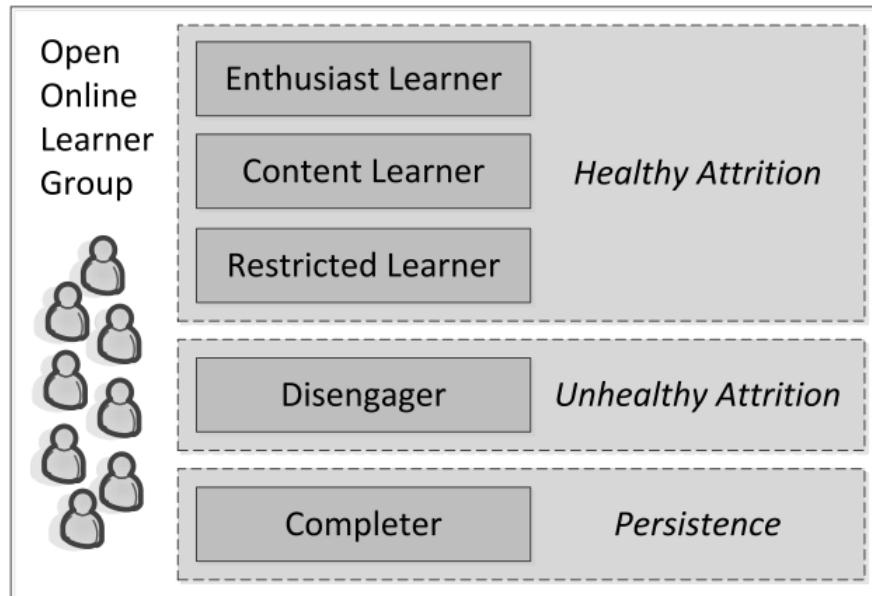 Open
Online
Learner
Group
Enthusiast Learner
Content Learner
Healthy Attrition
Restricted Learner
Disengager
Unhealthy Attrition
Completer
Persistence